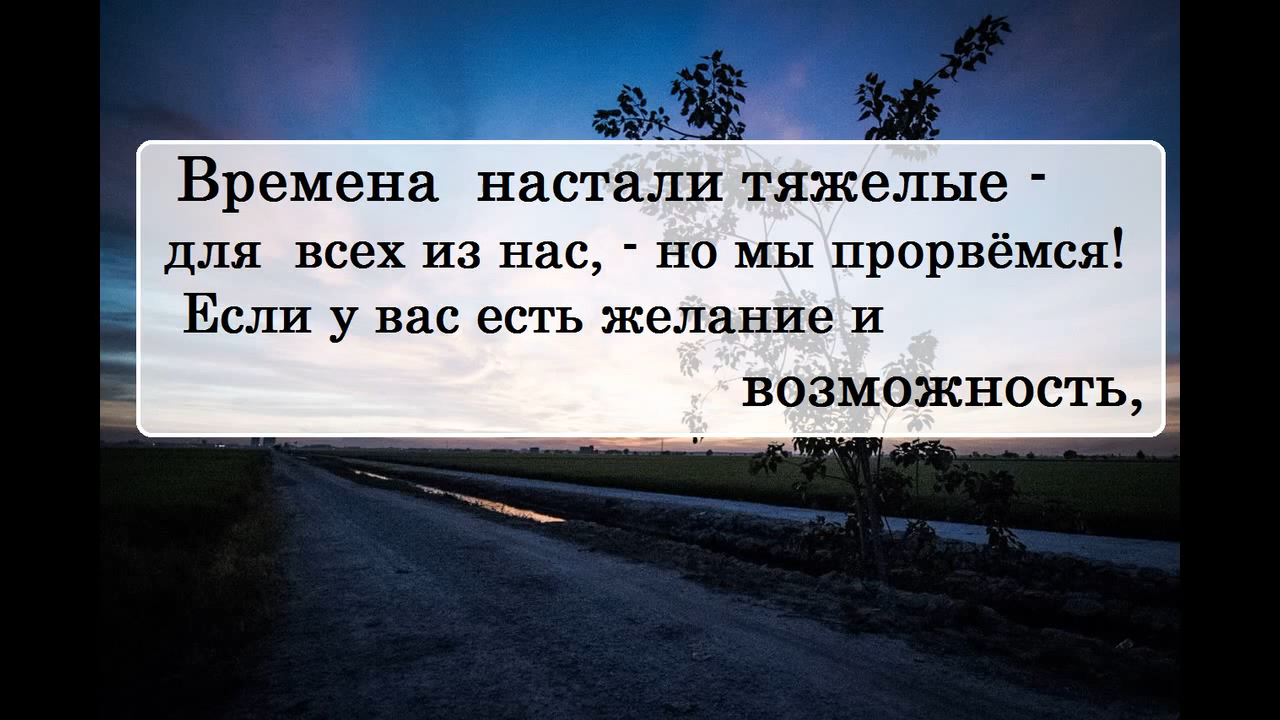 Времена настали тяжелые -
для всех из нас, - но мы прорвёмся!
Если у вас есть желание и
возможность,